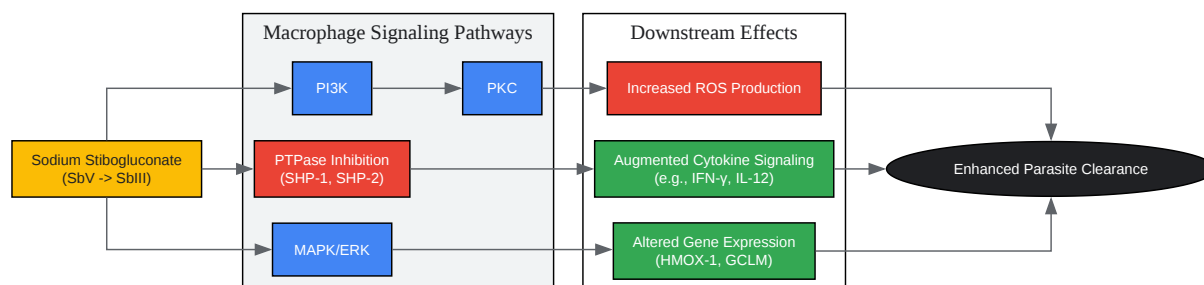 Macrophage Signaling Pathways
Downstream Effects
PI3K
PKC
Increased ROS Production
Sodium Stibogluconate
(SbV -> SbIII)
PTPase Inhibition
(SHP-1, SHP-2)
Augmented Cytokine Signaling
(e.g., IFN-γ, IL-12)
Enhanced Parasite Clearance
MAPK/ERK
Altered Gene Expression
(HMOX-1, GCLM)